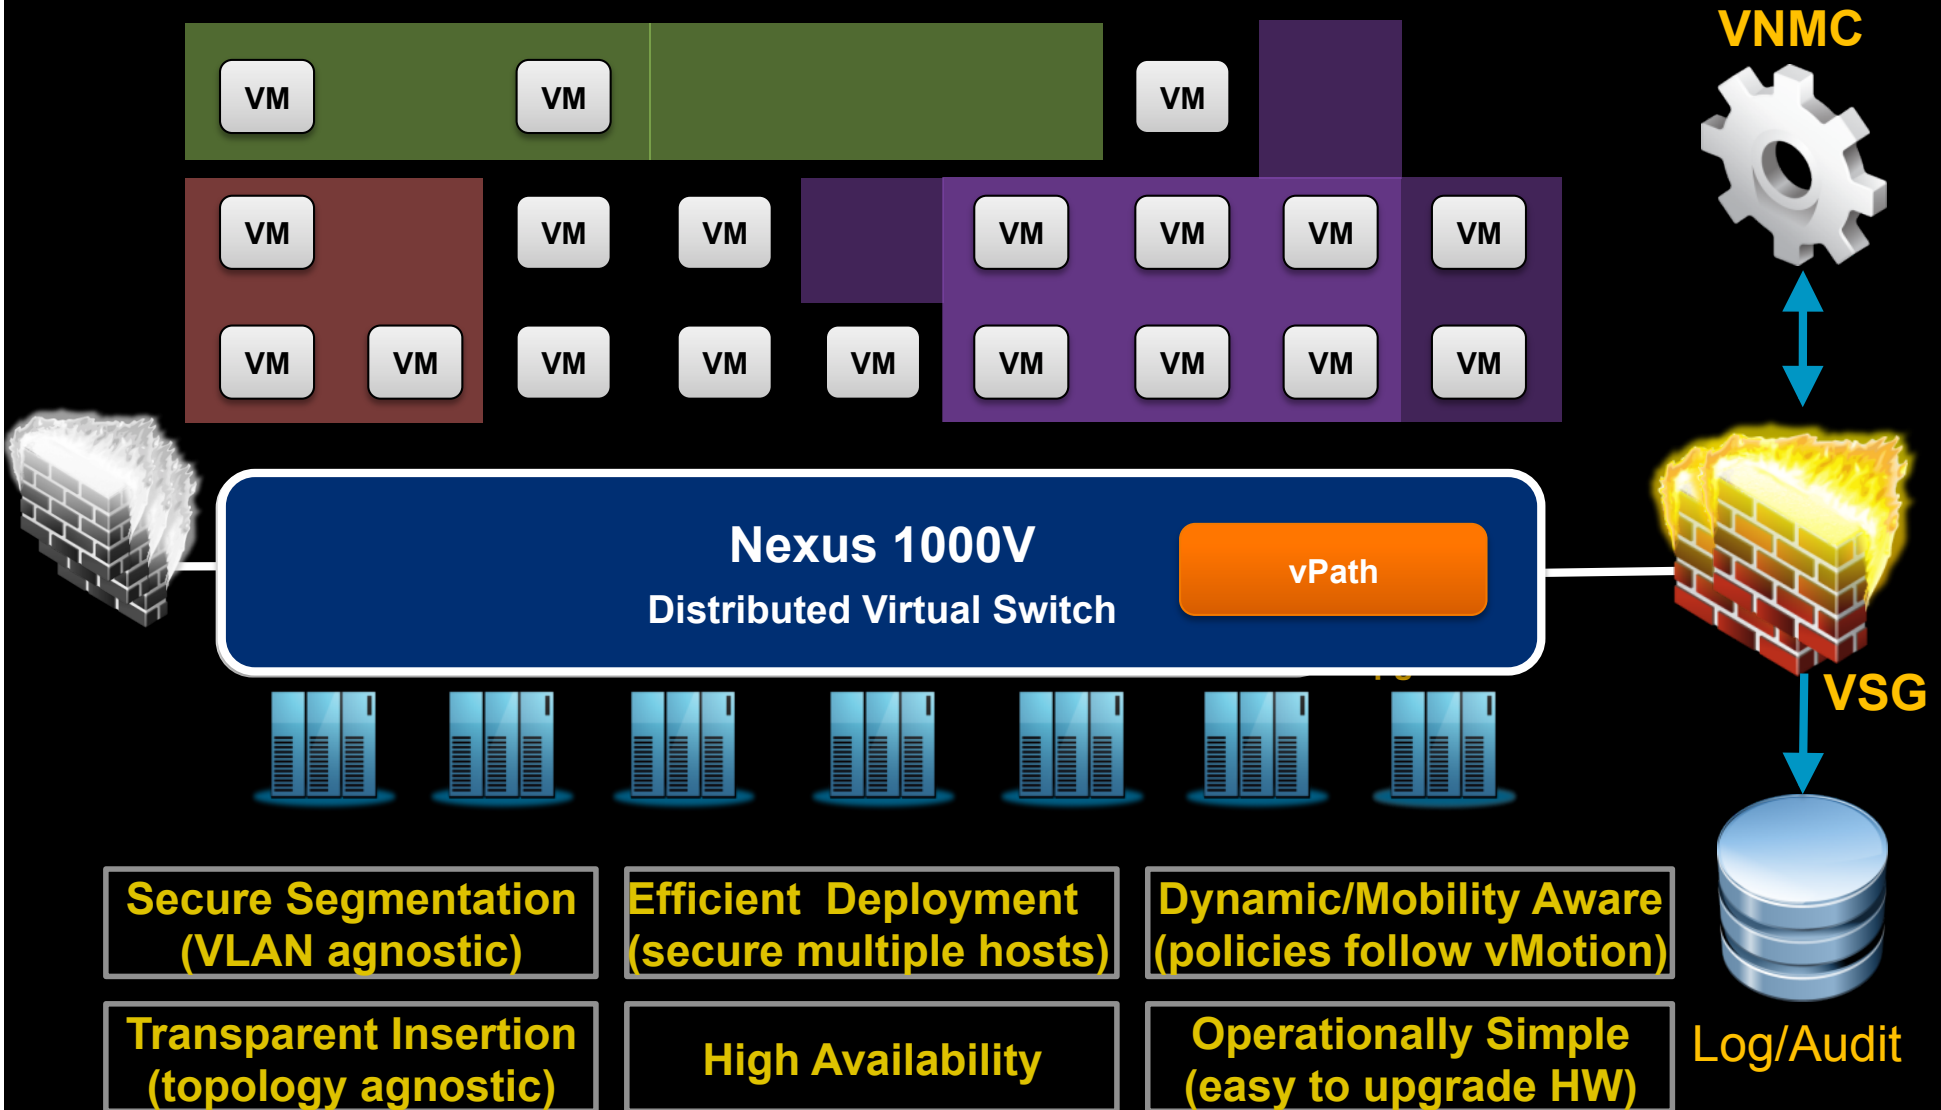 VNMC
VM VM VM
VM VM VM VM VM VM VM
VM VM VM VM VM VM VM VM VM
Nexus 1000V
Distributed Virtual Switch
vPath
VSG
Secure Segmentation
(VLAN agnostic)
Efficient Deployment
(secure multiple hosts)
Dynamic/Mobility Aware
(policies follow vMotion)
Transparent Insertion
(topology agnostic)
High Availability
Operationally Simple
(easy to upgrade HW)
Log/Audit